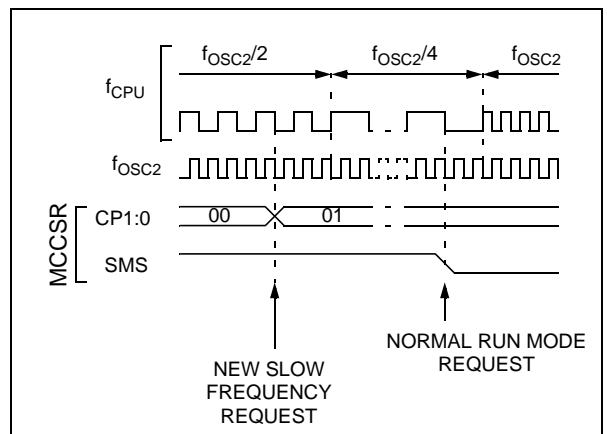 fOSC2/2 fOSC2/4 fOSC2
fCPU
fOSC2
MCCSR
CP1:0 00 01
SMS
NEW SLOW
FREQUENCY
REQUEST
NORMAL RUN MODE
REQUEST